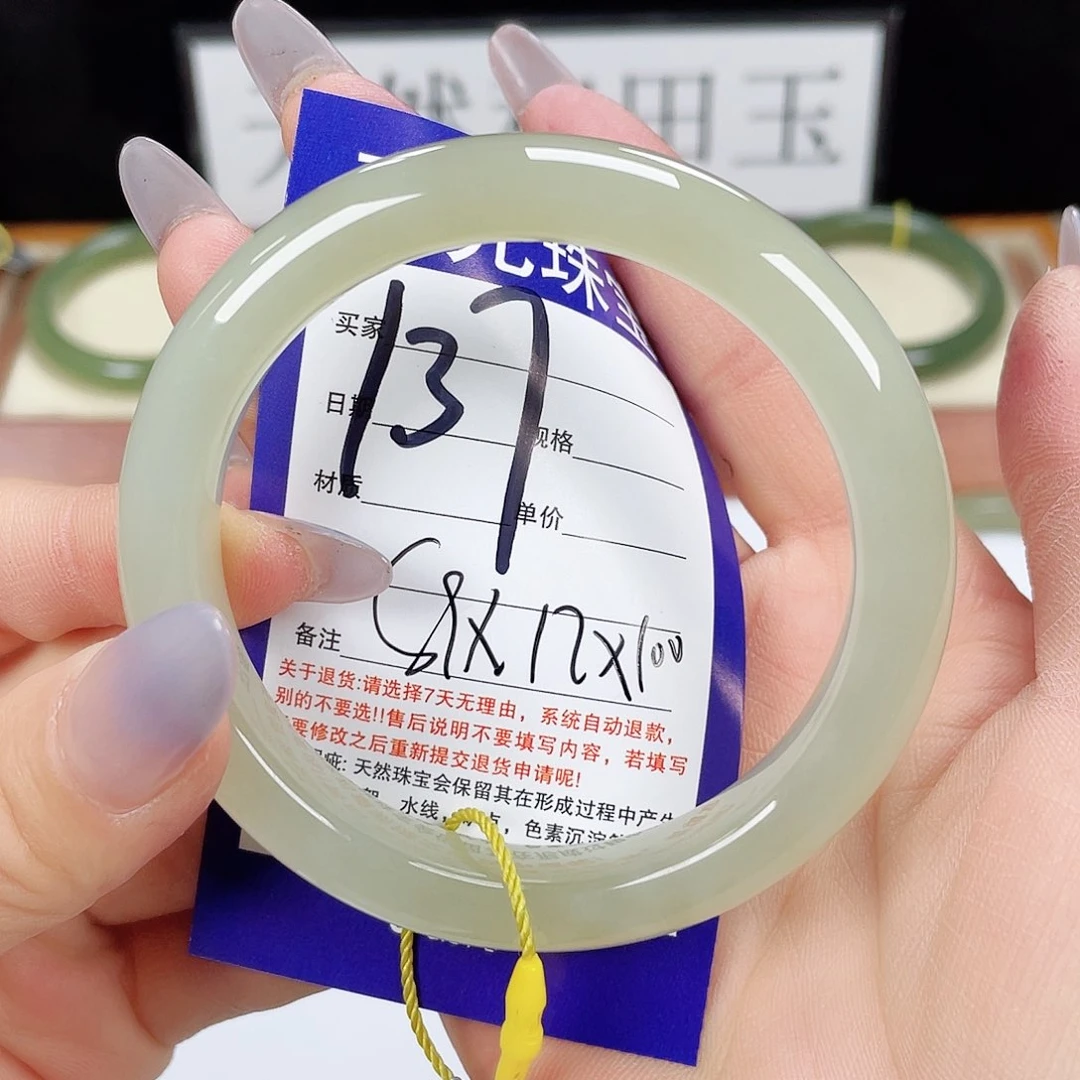 田玉
珠宝
买家
137
日期
规格
材质
单价
备注
关于退货:请选择7天无理由，系统自动退款，
别的不要选!!售后说明不要填写内容，若填写
要修改之后重新提交退货申请呢!
疵: 天然珠宝会保留其在形成过程中产生
水线，点，色素沉淀